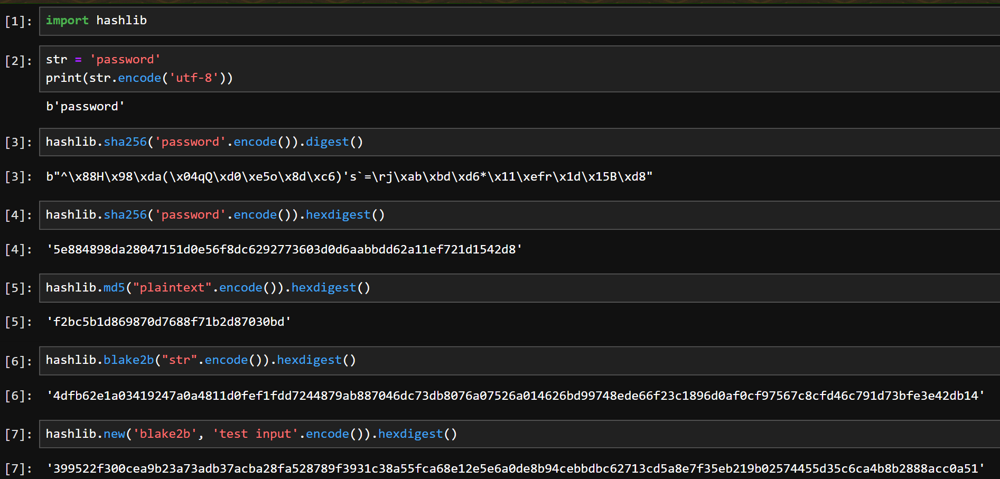 [1]: import hashlib
[2]: str = 'password'
print(str.encode('utf-8'))
b'password'
[3]: hashlib.sha256('password'.encode()).digest()
[3]: b"^\x88H\x98\xda(\x04qQ\xd0\xe5o\x8d\xc6)'s`=\rj\xab\xbd\xd6*\x11\xefr\x1d\x15B\xd8"
[4]: hashlib.sha256('password'.encode()).hexdigest()
[4]: '5e884898da28047151d0e56f8dc6292773603d0d6aabbdd62a11ef721d1542d8'
[5]: hashlib.md5("plaintext".encode()).hexdigest()
[5]: 'f2bc5b1d869870d7688f71b2d87030bd'
[6]: hashlib.blake2b("str".encode()).hexdigest()
[6]: '4dfb62e1a03419247a0a4811d0fef1fdd7244879ab887046dc73db8076a07526a014626bd99748ede66f23c1896d0af0cf97567c8cfd46c791d73bfe3e42db14'
[7]: hashlib.new('blake2b', 'test input'.encode()).hexdigest()
[7]: '399522f300cea9b23a73adb37acba28fa528789f3931c38a55fca68e12e5e6a0de8b94cebbdbc62713cd5a8e7f35eb219b02574455d35c6ca4b8b2888acc0a51'